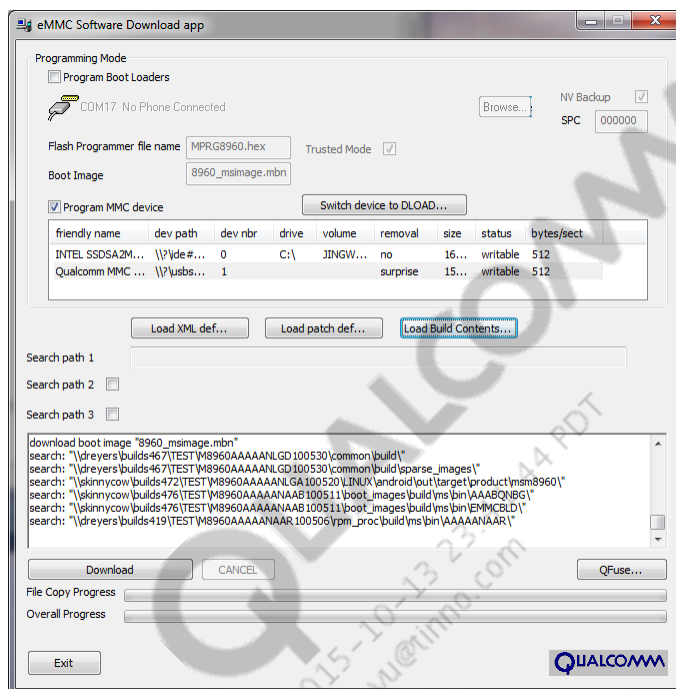 eMMC Software Download app
Programming Mode
Program Boot Loaders
COM17 No Phone Connected
Browse...
NV Backup
SPC 000000
Flash Programmer file name MPRG8960.hex Trusted Mode
Boot Image 8960_msimage.mbn
Program MMC device Switch device to DLOAD...
friendly name dev path dev nbr drive volume removal size status bytes/sect
INTEL SSDSA2M... \\?\ide#... 0 C:\ JINGW... no 16... writable 512
Qualcomm MMC ... \\?\usbs... 1 surprise 15... writable 512
Load XML def... Load patch def... Load Build Contents...
Search path 1
Search path 2
Search path 3
download boot image "8960_msimage.mbn"
search: "\\dreyers\builds467\TEST\M8960AAAAANLGD100530\common\build\"
search: "\\dreyers\builds467\TEST\M8960AAAAANLGD100530\common\build\sparse_images\"
search: "\\skinnycow\builds472\TEST\M8960AAAAANLGA100520\LINUX\android\out\target\product\msm8960\"
search: "\\skinnycow\builds476\TEST\M8960AAAAANAAB100511\boot_images\build\ms\bin\AAABQNBG\"
search: "\\skinnycow\builds476\TEST\M8960AAAAANAAB100511\boot_images\build\ms\bin\EMMCBLD\"
search: "\\dreyers\builds419\TEST\M8960AAAAANAAR100506\rpm_proc\build\ms\bin\AAAAANAAR\"
Download CANCEL QFuse...
File Copy Progress
Overall Progress
Exit
QUALCOMM
QUALCOMM
015-10-13 23
44 PDT
yu@tinno.com